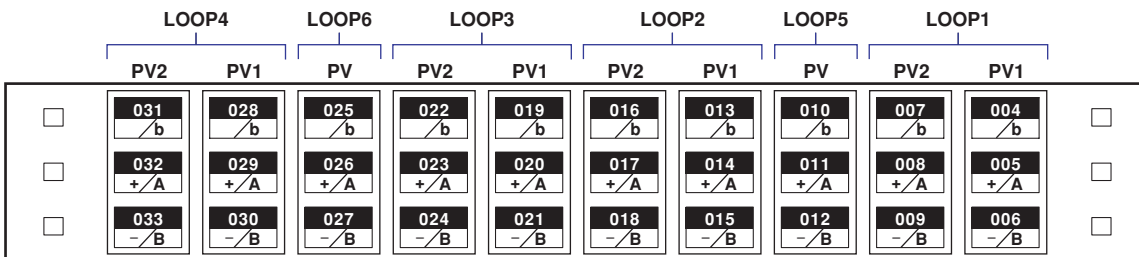 LOOP4 LOOP6 LOOP3 LOOP2 LOOP5 LOOP1
PV2 PV1 PV PV2 PV1 PV2 PV1 PV PV2 PV1
031 028 025 022 019 016 013 010 007 004
/b /b /b /b /b /b /b /b /b /b
032 029 026 023 020 017 014 011 008 005
+/A +/A +/A +/A +/A +/A +/A +/A +/A +/A
033 030 027 024 021 018 015 012 009 006
−/B −/B −/B −/B −/B −/B −/B −/B −/B −/B